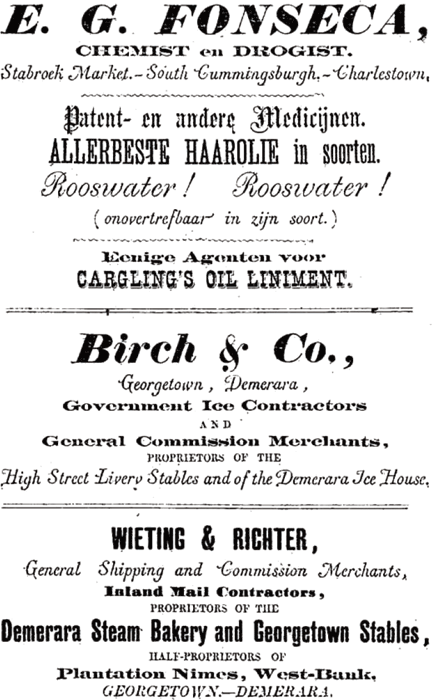 E. G. FONSECA,
CHEMIST en DROGIST.
Stabroek Market.-South Cummingsburgh.-Charlestown,
Patent- en andere Medicijnen.
ALLERBESTE HAAROLIE in soorten.
Rooswater! Rooswater!
(onovertrefbaar in zijn soort.)
Eenige Agenten voor
CARGLING'S OIL LINIMENT.
Birch & Co.,
Georgetown, Demerara,
Government Ice Contractors
AND
General Commission Merchants,
PROPRIETORS OF THE
High Street Livery Stables and of the Demerara Ice House.
WIETING & RICHTER,
General Shipping and Commission Merchants,
Inland Mail Contractors,
PROPRIETORS OF THE
Demerara Steam Bakery and Georgetown Stables,
HALF-PROPRIETORS OF
Plantation Nimes, West-Bank,
GEORGETOWN.—DEMERARA.